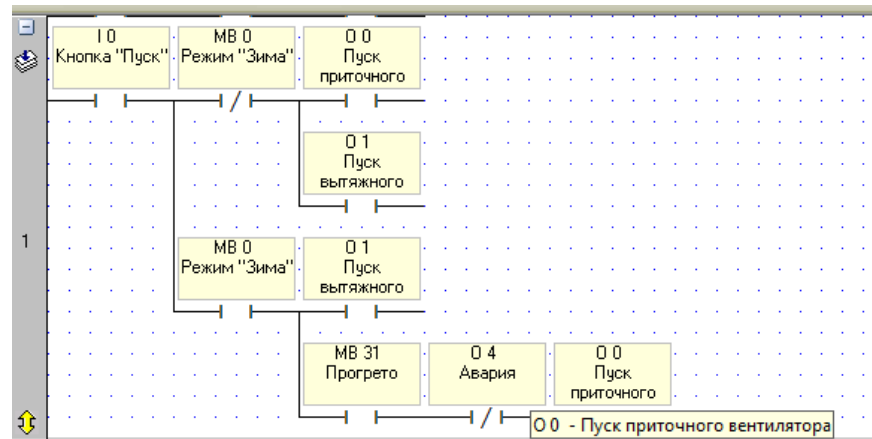 I 0
Кнопка "Пуск"
MB 0
Режим "Зима"
O 0
Пуск
приточного
O 1
Пуск
вытяжного
1
MB 0
Режим "Зима"
O 1
Пуск
вытяжного
MB 31
Прогрето
O 4
Авария
O 0
Пуск
приточного
O 0 - Пуск приточного вентилятора